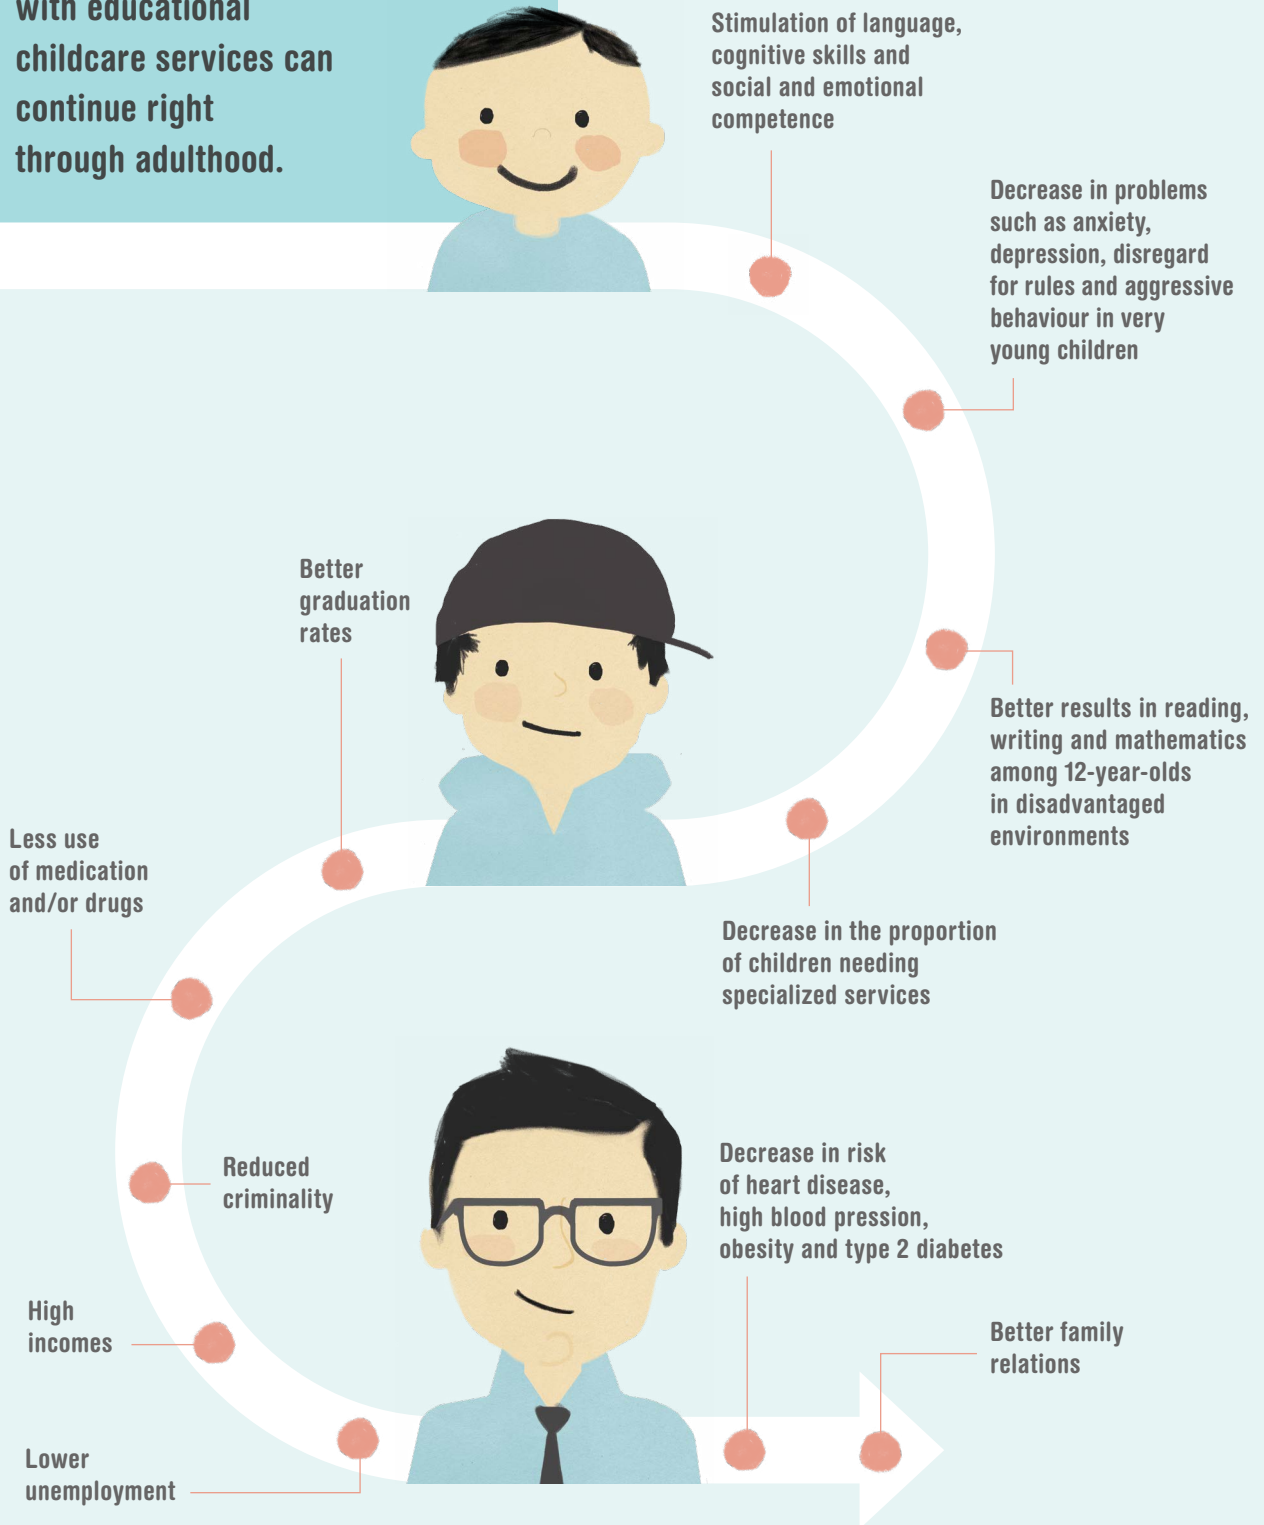 with educational
childcare services can
continue right
through adulthood.
Stimulation of language,
cognitive skills and
social and emotional
competence
Decrease in problems
such as anxiety,
depression, disregard
for rules and aggressive
behaviour in very
young children
Better results in reading,
writing and mathematics
among 12-year-olds
in disadvantaged
environments
Decrease in the proportion
of children needing
specialized services
Better
graduation
rates
Less use
of medication
and/or drugs
Reduced
criminality
High
incomes
Lower
unemployment
Decrease in risk
of heart disease,
high blood pression,
obesity and type 2 diabetes
Better family
relations